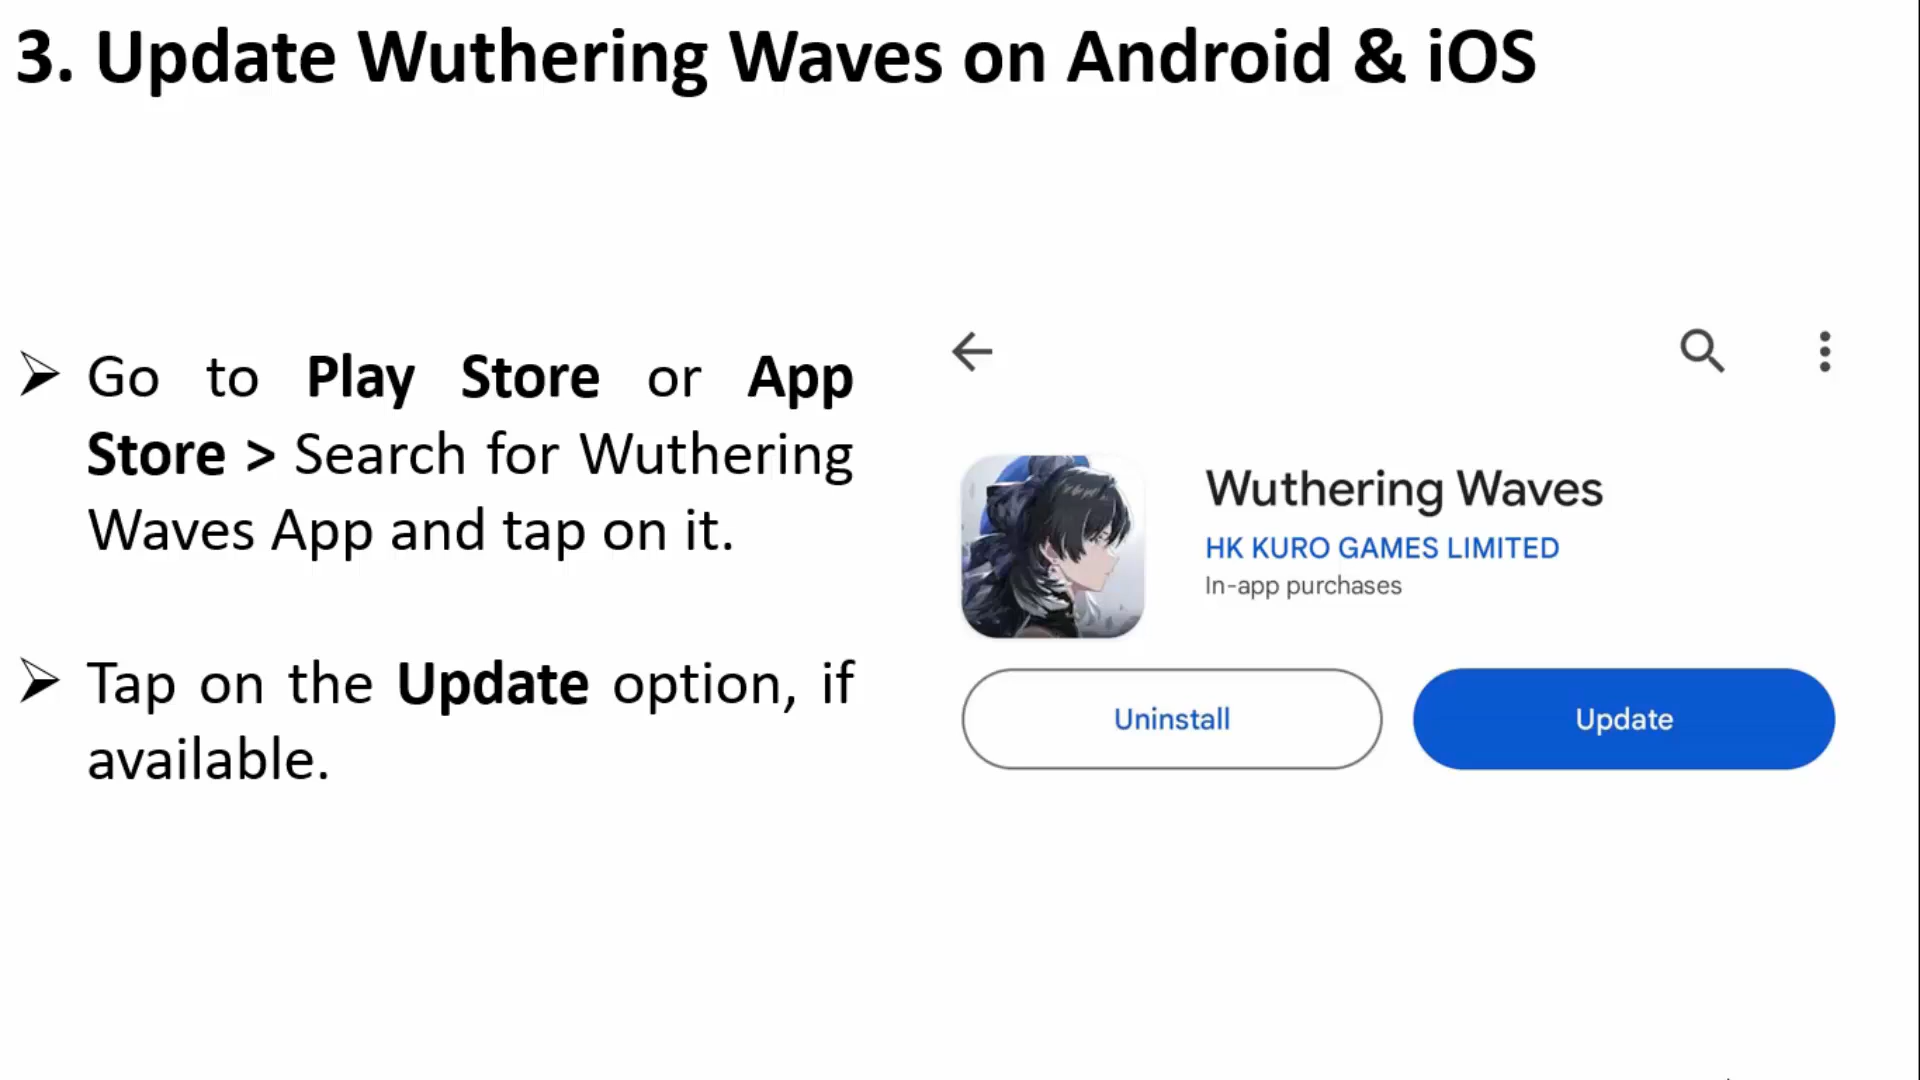 3. Update Wuthering Waves on Android & iOS
➢ Go to Play Store or App
Store > Search for Wuthering
Waves App and tap on it.
➢ Tap on the Update option, if
available.
Wuthering Waves
HK KURO GAMES LIMITED
In-app purchases
Uninstall
Update